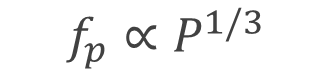 f_p ∝ P^{1/3}